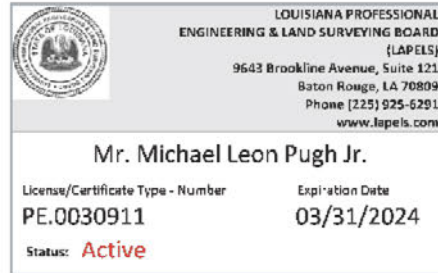 LOUISIANA PROFESSIONAL
ENGINEERING & LAND SURVEYING BOARD
(LAPELS)
9643 Brookline Avenue, Suite 121
Baton Rouge, LA 70809
Phone (225) 925-6291
www.lapels.com
Mr. Michael Leon Pugh Jr.
License/Certificate Type - Number
Expiration Date
PE.0030911
03/31/2024
Status: Active